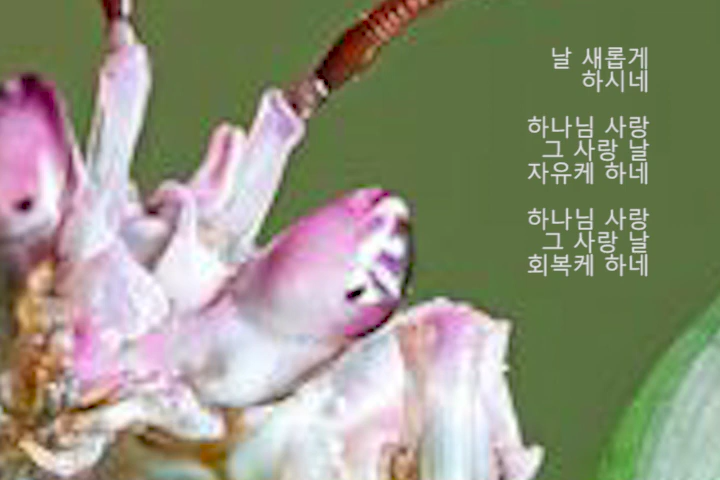 날 새롭게
하시네
하나님 사랑
그 사랑 날
자유케 하네
하나님 사랑
그 사랑 날
회복케 하네